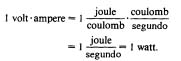 1 volt·ampere = 1 joule/coulomb · coulomb/segundo
= 1 joule/segundo = 1 watt.